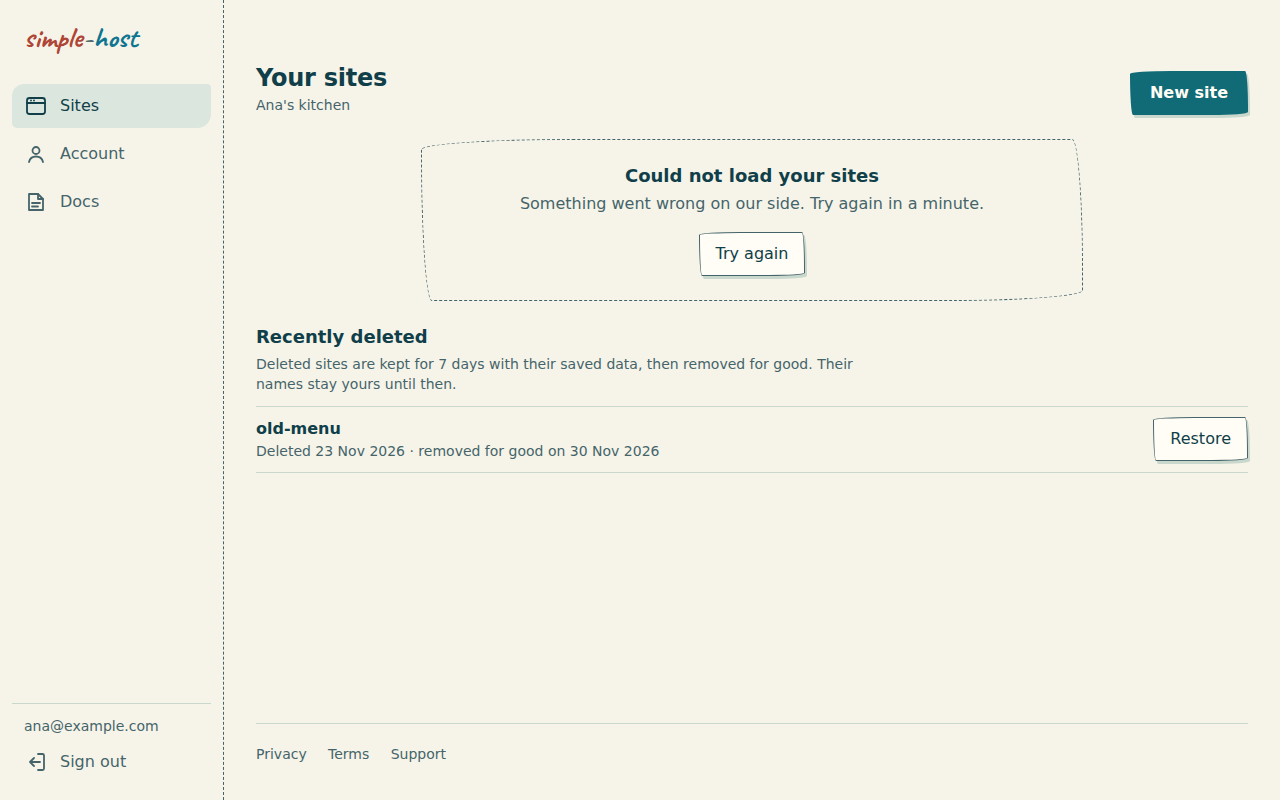 simple-host
Sites
Account
Docs
ana@example.com
Sign out
Your sites
Ana's kitchen
New site
Could not load your sites
Something went wrong on our side. Try again in a minute.
Try again
Recently deleted
Deleted sites are kept for 7 days with their saved data, then removed for good. Their
names stay yours until then.
old-menu
Deleted 23 Nov 2026 · removed for good on 30 Nov 2026
Restore
Privacy Terms Support